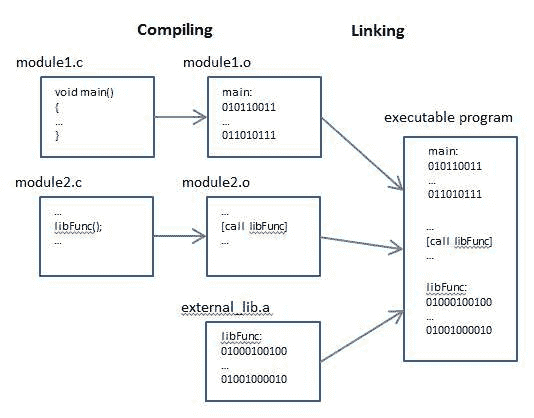 Compiling
Linking
module1.c
void main()
{
...
}
module1.o
main:
010110011
...
011010111
module2.c
...
libFunc();
...
module2.o
...
[call libFunc]
...
external_lib.a
libFunc:
01000100100
...
01001000010
executable program
main:
010110011
...
011010111
...
[call libFunc]
...
libFunc:
01000100100
...
01001000010